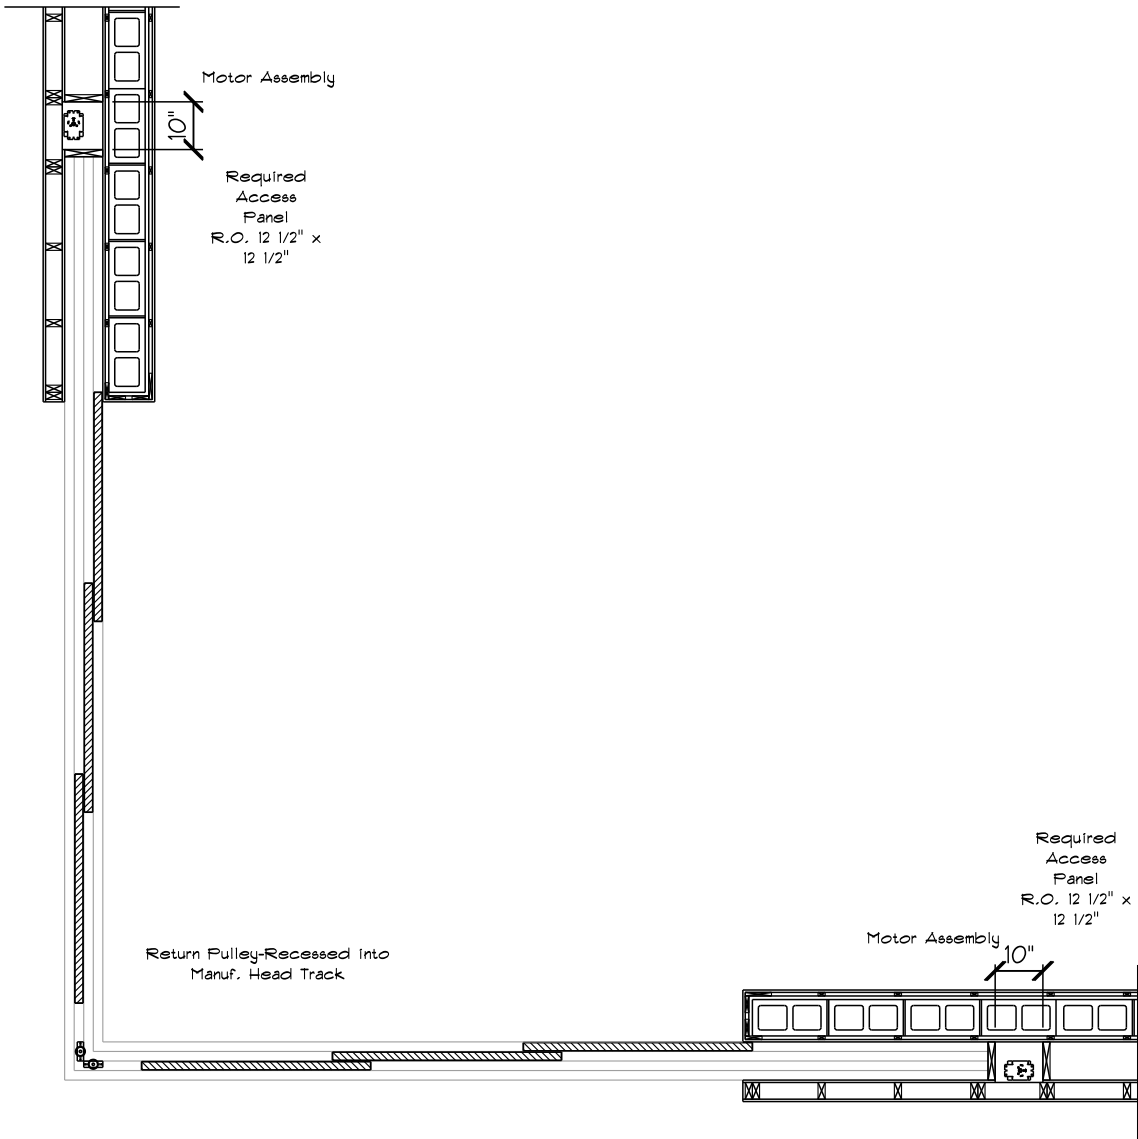 Motor Assembly
10"
Required
Access
Panel
R.O. 12 1/2" x
12 1/2"
Required
Access
Panel
R.O. 12 1/2" x
12 1/2"
Motor Assembly
10"
Return Pulley-Recessed into
Manuf. Head Track